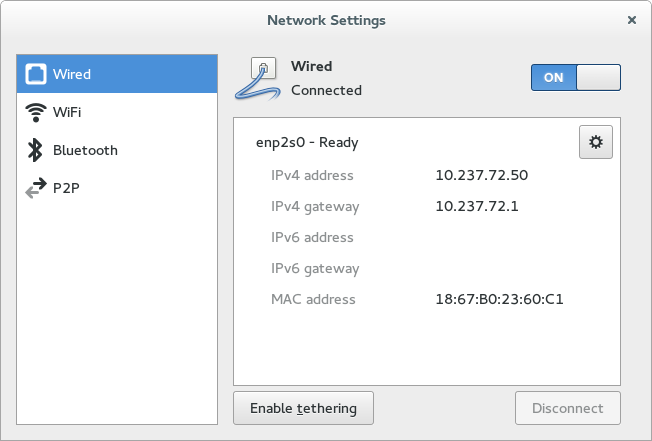 Network Settings
Wired
WiFi
Bluetooth
P2P
Wired
Connected
ON
enp2s0 - Ready
IPv4 address 10.237.72.50
IPv4 gateway 10.237.72.1
IPv6 address
IPv6 gateway
MAC address 18:67:B0:23:60:C1
Enable tethering
Disconnect